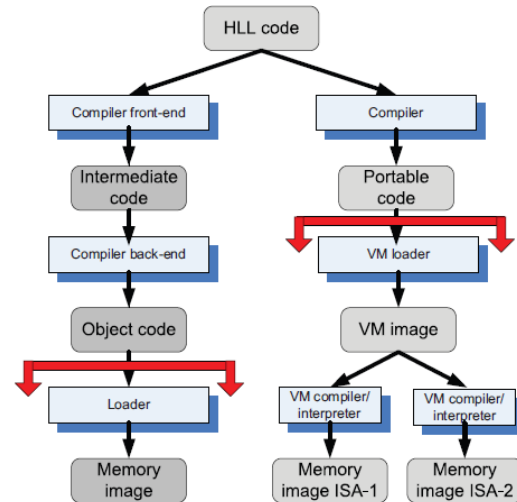 HLL code
Compiler front-end
Compiler
Intermediate
code
Portable
code
Compiler back-end
VM loader
Object code
VM image
Loader
VM compiler/
interpreter
VM compiler/
interpreter
Memory
image
Memory
image ISA-1
Memory
image ISA-2